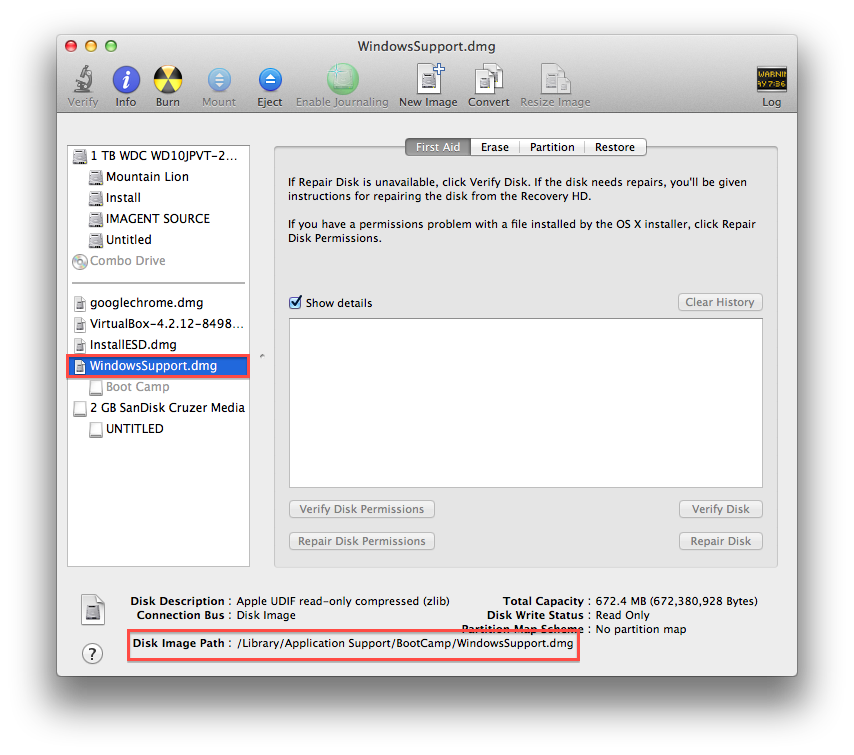 WindowsSupport.dmg
Verify
Info
Burn
Mount
Eject
Enable Journaling
New Image
Convert
Resize Image
WARNIN
AY 7:36
Log
1 TB WDC WD10JPVT-2...
Mountain Lion
Install
IMAGENT SOURCE
Untitled
Combo Drive
googlechrome.dmg
VirtualBox-4.2.12-8498...
InstallESD.dmg
WindowsSupport.dmg
Boot Camp
2 GB SanDisk Cruzer Media
UNTITLED
First Aid
Erase
Partition
Restore
If Repair Disk is unavailable, click Verify Disk. If the disk needs repairs, you'll be given
instructions for repairing the disk from the Recovery HD.
If you have a permissions problem with a file installed by the OS X installer, click Repair
Disk Permissions.
Show details
Clear History
Verify Disk Permissions
Verify Disk
Repair Disk Permissions
Repair Disk
Disk Description : Apple UDIF read-only compressed (zlib)
Connection Bus : Disk Image
Total Capacity : 672.4 MB (672,380,928 Bytes)
Disk Write Status : Read Only
Partition Map Scheme : No partition map
Disk Image Path : /Library/Application Support/BootCamp/WindowsSupport.dmg
?